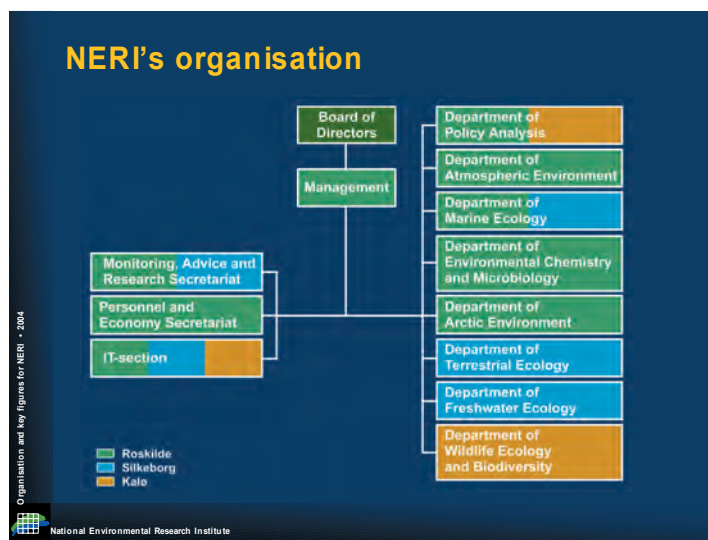 NERI's organisation
Board of
Directors
Management
Monitoring, Advice and
Research Secretariat
Personnel and
Economy Secretariat
IT-section
Department of
Policy Analysis
Department of
Atmospheric Environment
Department of
Marine Ecology
Department of
Environmental Chemistry
and Microbiology
Department of
Arctic Environment
Department of
Terrestrial Ecology
Department of
Freshwater Ecology
Department of
Wildlife Ecology
and Biodiversity
Roskilde
Silkeborg
Kalø
Organisation and key figures for NERI • 2004
National Environmental Research Institute